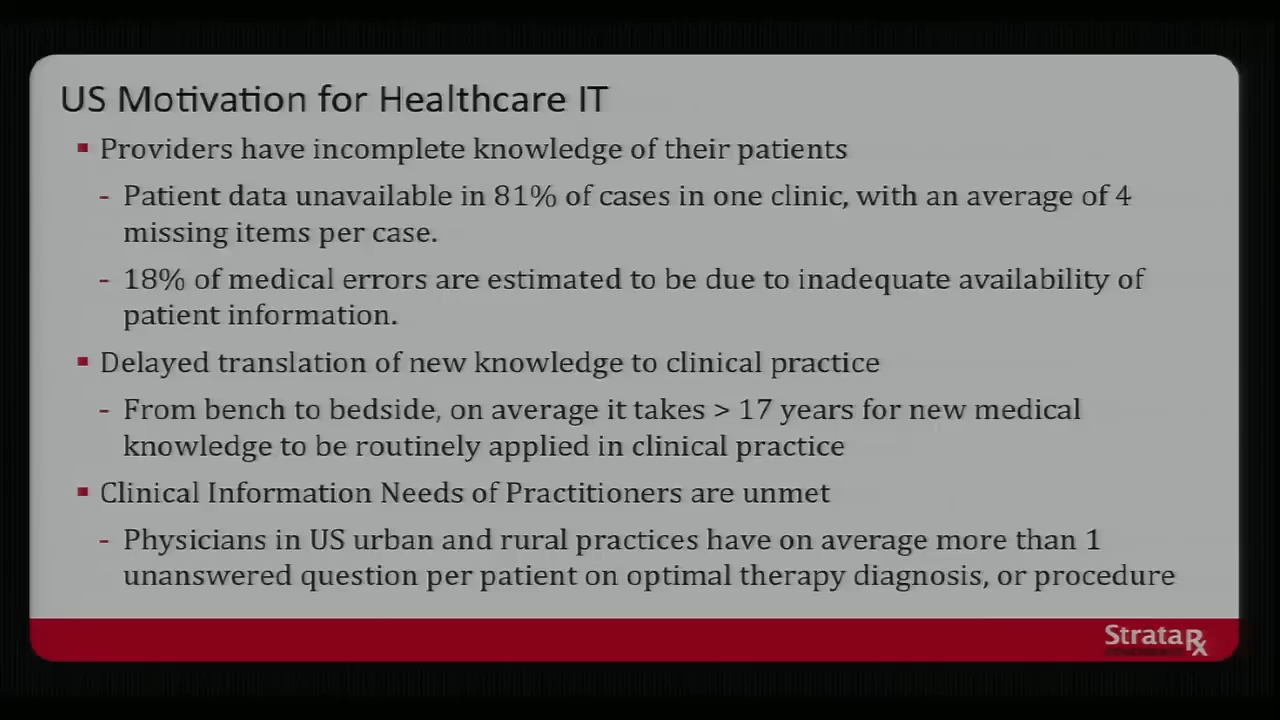 US Motivation for Healthcare IT
▪ Providers have incomplete knowledge of their patients
- Patient data unavailable in 81% of cases in one clinic, with an average of 4
missing items per case.
- 18% of medical errors are estimated to be due to inadequate availability of
patient information.
▪ Delayed translation of new knowledge to clinical practice
- From bench to bedside, on average it takes > 17 years for new medical
knowledge to be routinely applied in clinical practice
▪ Clinical Information Needs of Practitioners are unmet
- Physicians in US urban and rural practices have on average more than 1
unanswered question per patient on optimal therapy diagnosis, or procedure
Strata Rx